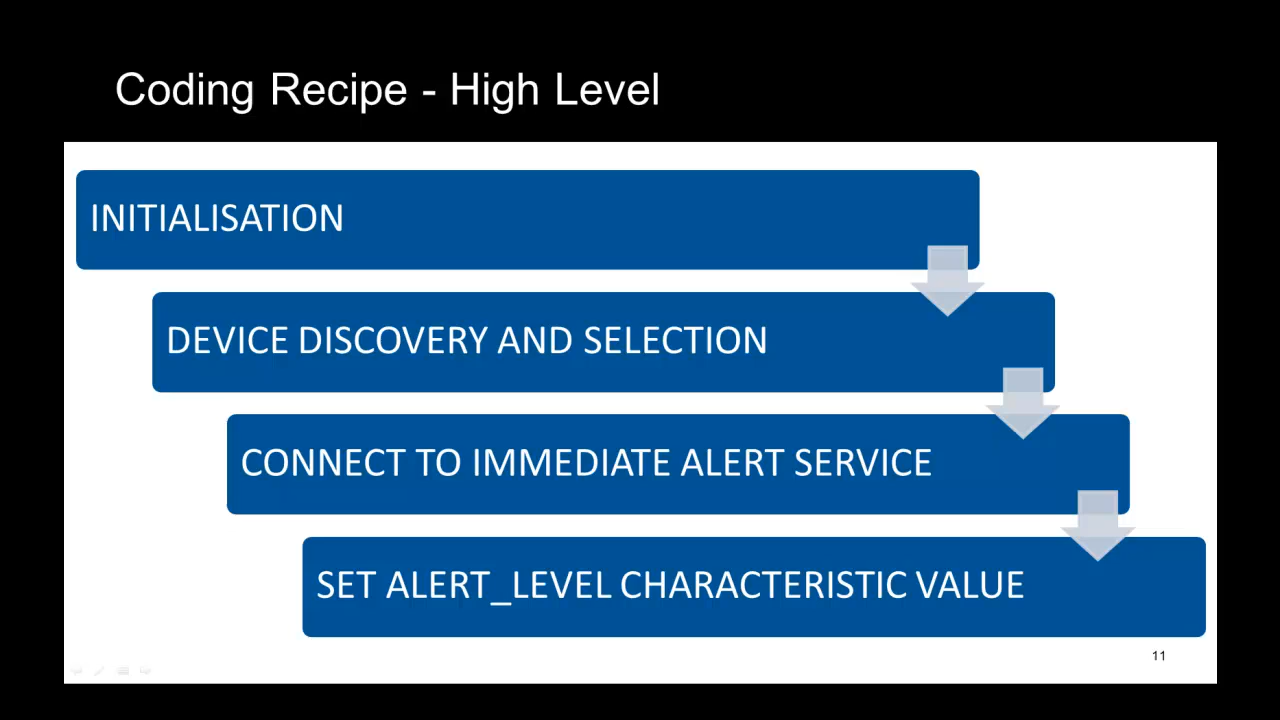 Coding Recipe - High Level
INITIALISATION
DEVICE DISCOVERY AND SELECTION
CONNECT TO IMMEDIATE ALERT SERVICE
SET ALERT_LEVEL CHARACTERISTIC VALUE
11